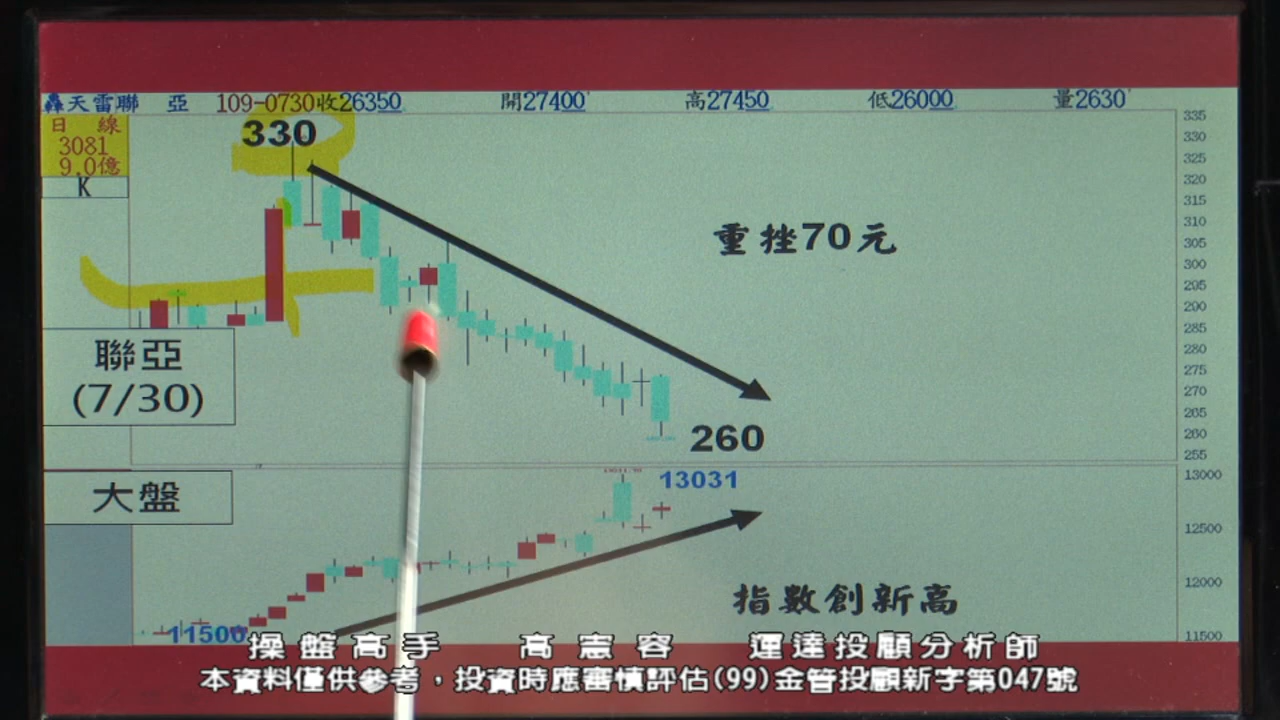 轟天雷聯 亞 109-0730收26350 開27400 高27450 低26000 量2630
日 線
3081
9.0億
K
330
335
330
325
320
315
310
305
300
295
290
285
280
275
270
265
260
255
重挫70元
聯亞
(7/30)
260
大盤
13031
13000
12500
12000
11500
指數創新高
11500
操盤高手 高憲容 運達投顧分析師
本資料僅供參考，投資時應審慎評估(99)金管投顧新字第047號